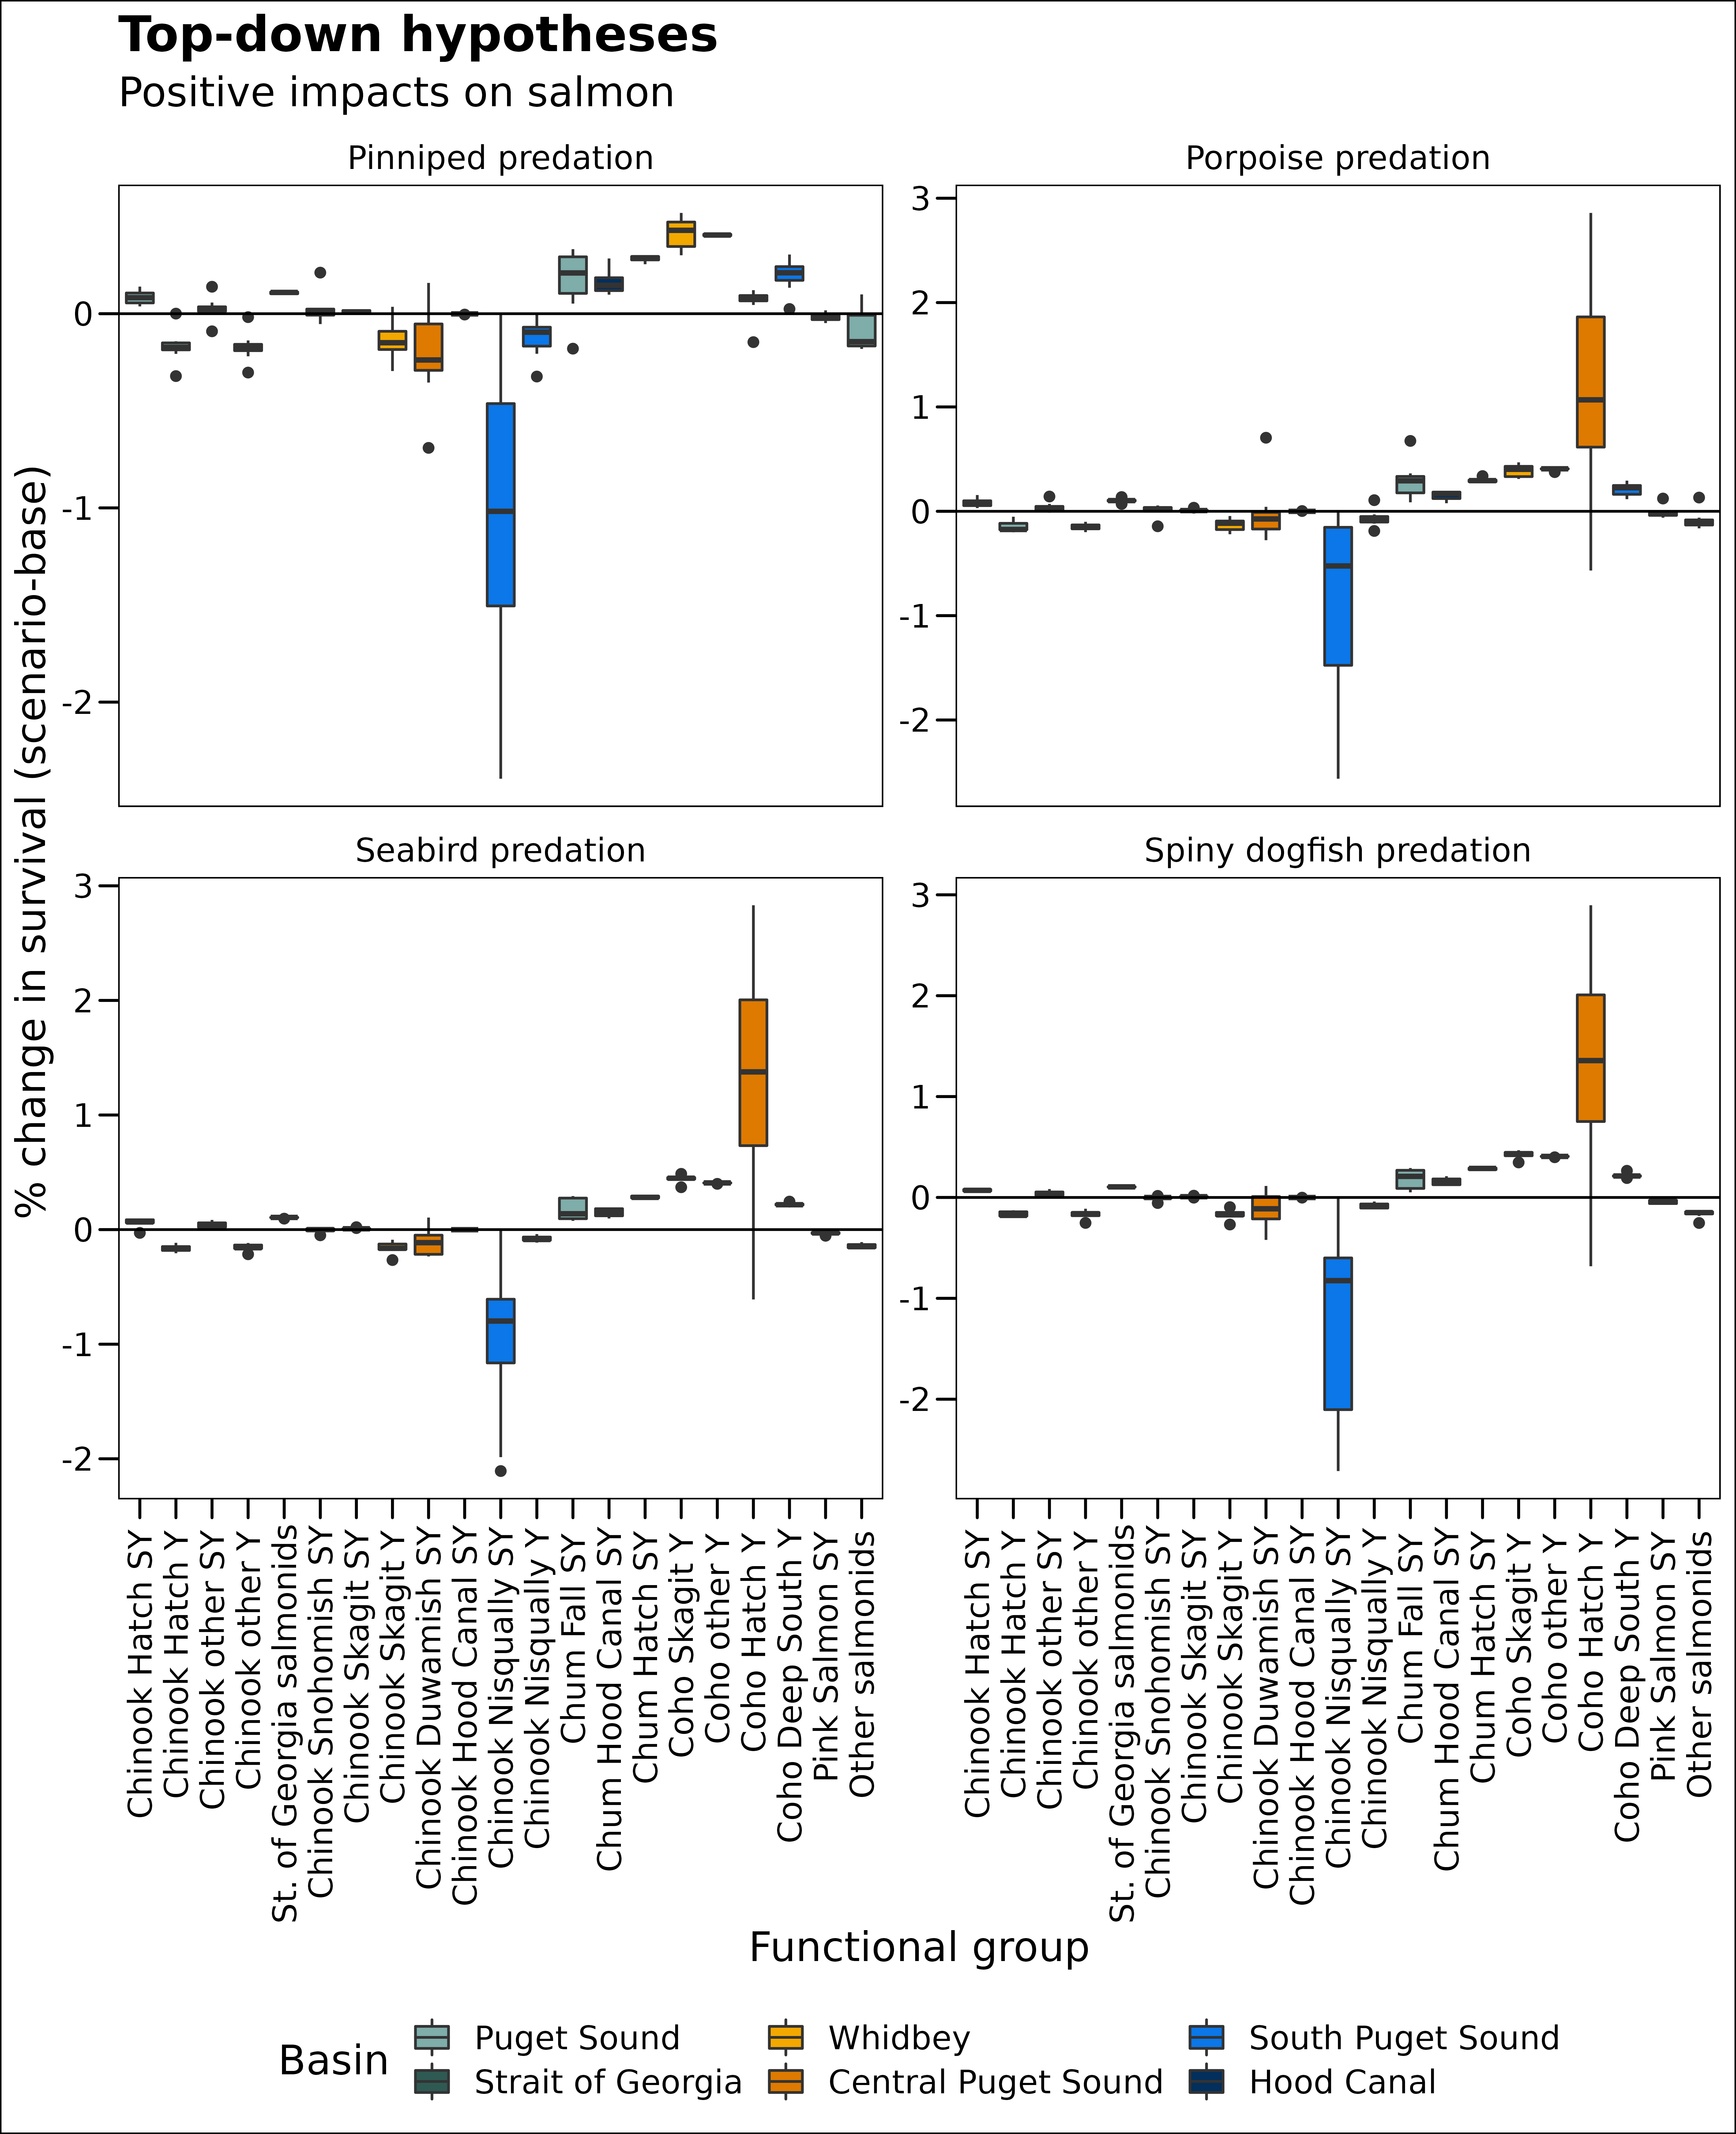 Top-down hypotheses
Positive impacts on salmon
% change in survival (scenario-base)
Pinniped predation
0
-1
-2
Porpoise predation
3
2
1
0
-1
-2
Seabird predation
3
2
1
0
-1
-2
Spiny dogfish predation
3
2
1
0
-1
-2
Chinook Hatch SY
Chinook Hatch Y
Chinook other SY
Chinook other Y
St. of Georgia salmonids
Chinook Snohomish SY
Chinook Skagit SY
Chinook Skagit Y
Chinook Duwamish SY
Chinook Hood Canal SY
Chinook Nisqually SY
Chinook Nisqually Y
Chum Fall SY
Chum Hood Canal SY
Chum Hatch SY
Coho Skagit Y
Coho other Y
Coho Hatch Y
Coho Deep South Y
Pink Salmon SY
Other salmonids
Chinook Hatch SY
Chinook Hatch Y
Chinook other SY
Chinook other Y
St. of Georgia salmonids
Chinook Snohomish SY
Chinook Skagit SY
Chinook Skagit Y
Chinook Duwamish SY
Chinook Hood Canal SY
Chinook Nisqually SY
Chinook Nisqually Y
Chum Fall SY
Chum Hood Canal SY
Chum Hatch SY
Coho Skagit Y
Coho other Y
Coho Hatch Y
Coho Deep South Y
Pink Salmon SY
Other salmonids
Functional group
Basin
Puget Sound
Whidbey
South Puget Sound
Strait of Georgia
Central Puget Sound
Hood Canal